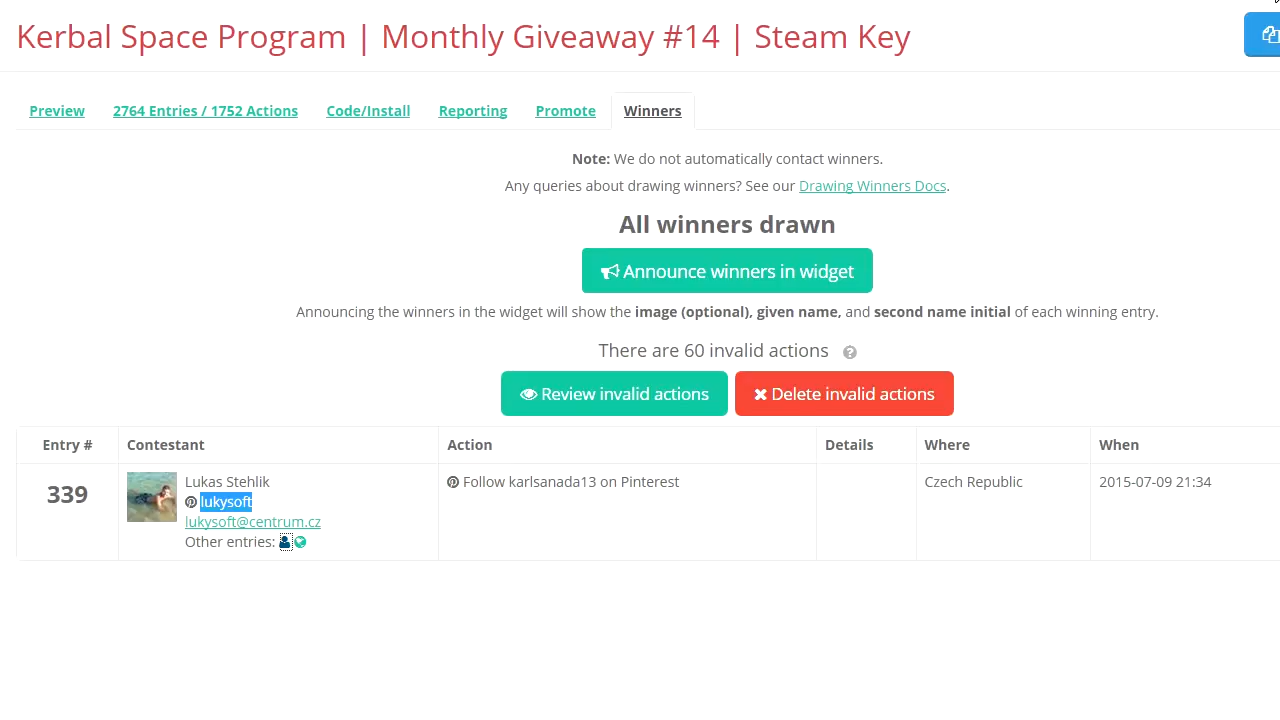 Kerbal Space Program | Monthly Giveaway #14 | Steam Key
Preview 2764 Entries / 1752 Actions Code/Install Reporting Promote Winners
Note: We do not automatically contact winners.
Any queries about drawing winners? See our Drawing Winners Docs.
All winners drawn
Announce winners in widget
Announcing the winners in the widget will show the image (optional), given name, and second name initial of each winning entry.
There are 60 invalid actions ?
Review invalid actions Delete invalid actions
Entry # Contestant Action Details Where When
339 Lukas Stehlik Follow karlsanada13 on Pinterest Czech Republic 2015-07-09 21:34
lukysoft
lukysoft@centrum.cz
Other entries: